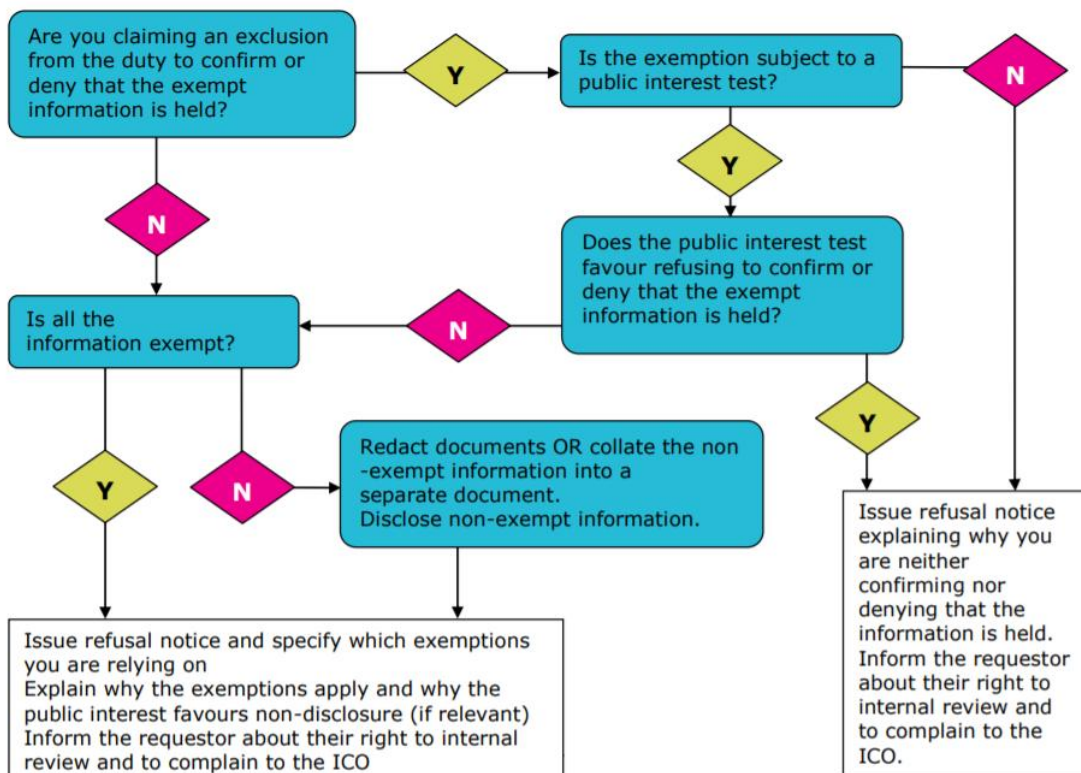 Are you claiming an exclusion
from the duty to confirm or
deny that the exempt
information is held?
Y
Is the exemption subject to a
public interest test?
N
Y
N
Does the public interest test
favour refusing to confirm or
deny that the exempt
information is held?
N
Is all the
information exempt?
Y
Y
N
Redact documents OR collate the non
-exempt information into a
separate document.
Disclose non-exempt information.
Issue refusal notice
explaining why you
are neither
confirming nor
denying that the
information is held.
Inform the requestor
about their right to
internal review and
to complain to the
ICO.
Issue refusal notice and specify which exemptions
you are relying on
Explain why the exemptions apply and why the
public interest favours non-disclosure (if relevant)
Inform the requestor about their right to internal
review and to complain to the ICO